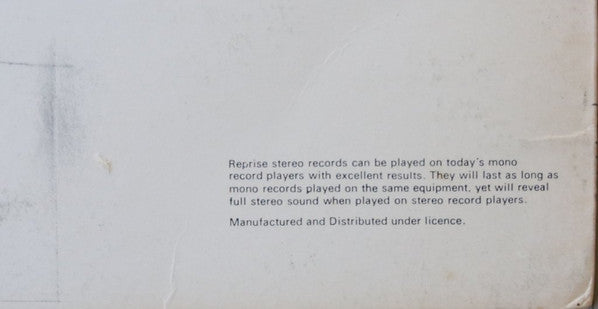 Reprise stereo records can be played on today's mono
record players with excellent results. They will last as long as
mono records played on the same equipment, yet will reveal
full stereo sound when played on stereo record players.
Manufactured and Distributed under licence.